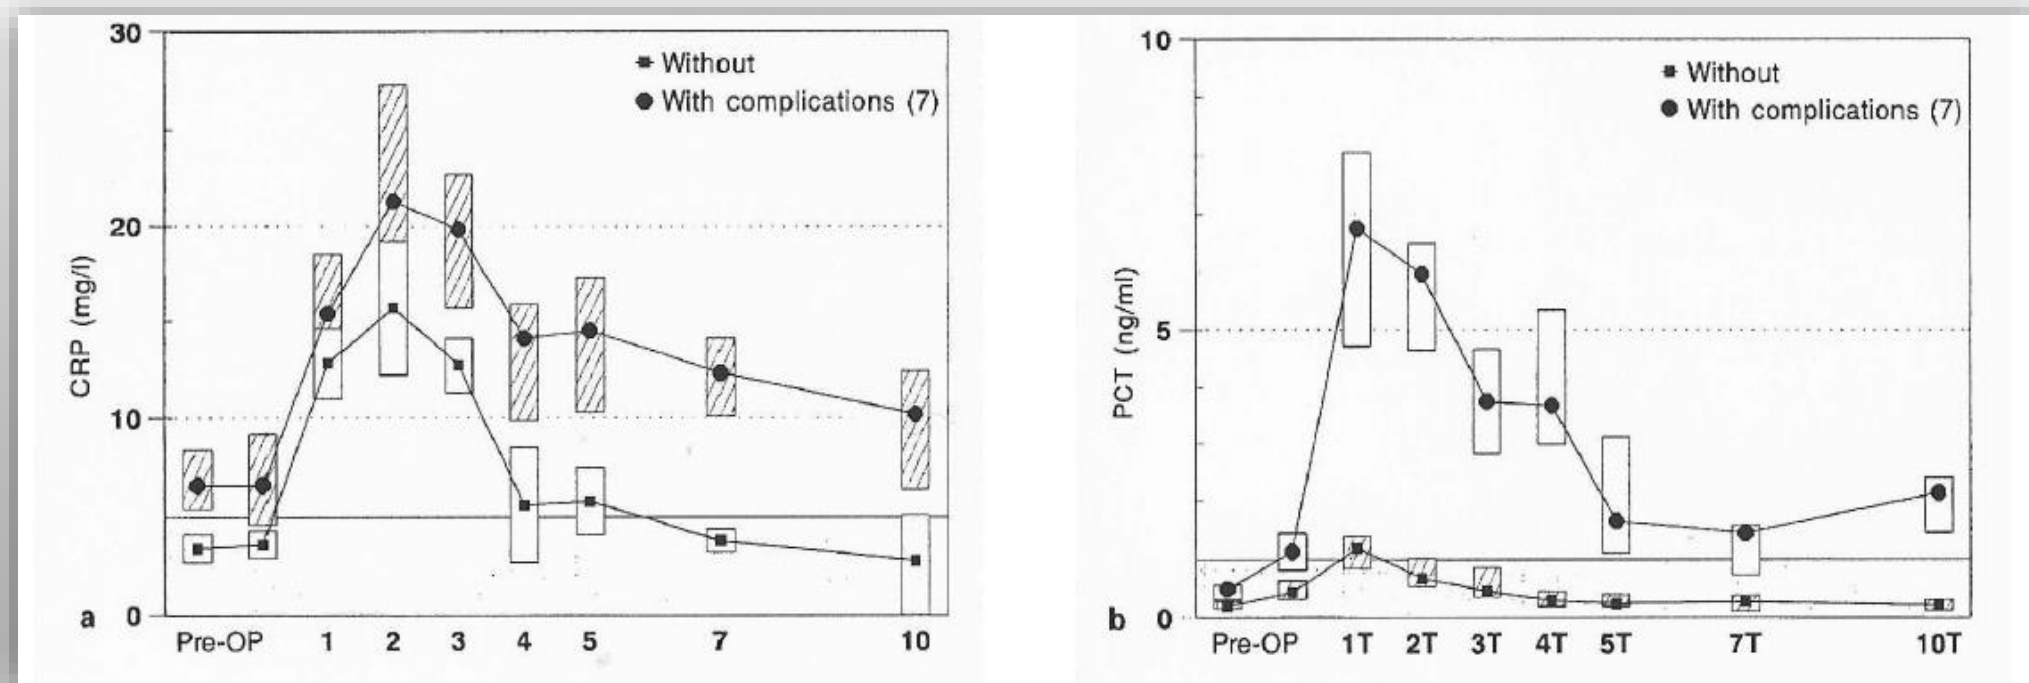 30
20
10
0
CRP (mg/l)
Without
With complications (7)
a
Pre-OP 1 2 3 4 5 7 10
10
5
0
PCT (ng/ml)
Without
With complications (7)
b
Pre-OP 1T 2T 3T 4T 5T 7T 10T